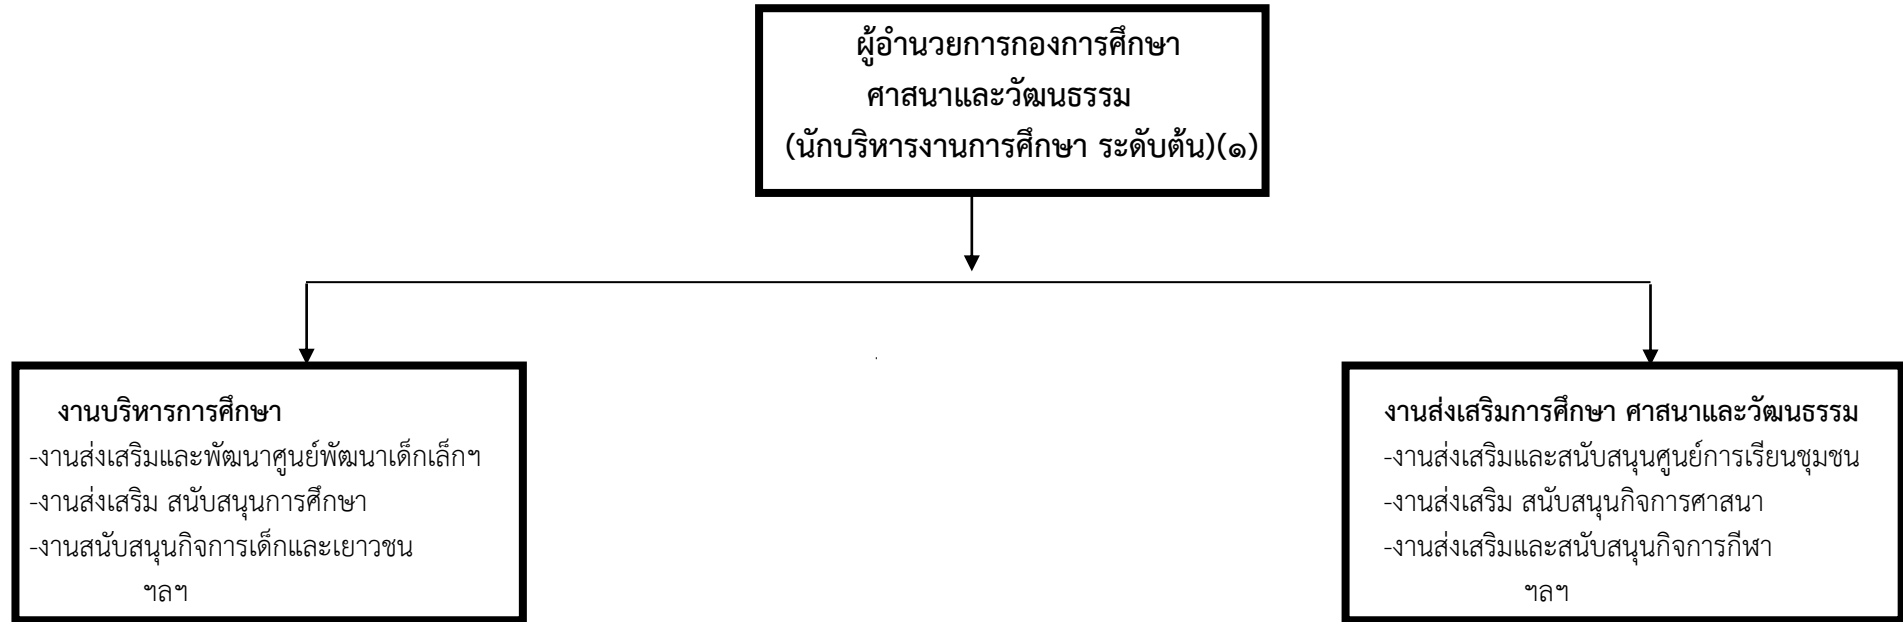 ผู้อำนวยการกองการศึกษา
ศาสนาและวัฒนธรรม
(นักบริหารงานการศึกษา ระดับต้น)(๑)
งานบริหารการศึกษา
-งานส่งเสริมและพัฒนาศูนย์พัฒนาเด็กเล็กฯ
-งานส่งเสริม สนับสนุนการศึกษา
-งานสนับสนุนกิจการเด็กและเยาวชน
ฯลฯ
งานส่งเสริมการศึกษา ศาสนาและวัฒนธรรม
-งานส่งเสริมและสนับสนุนศูนย์การเรียนชุมชน
-งานส่งเสริม สนับสนุนกิจการศาสนา
-งานส่งเสริมและสนับสนุนกิจการกีฬา
ฯลฯ